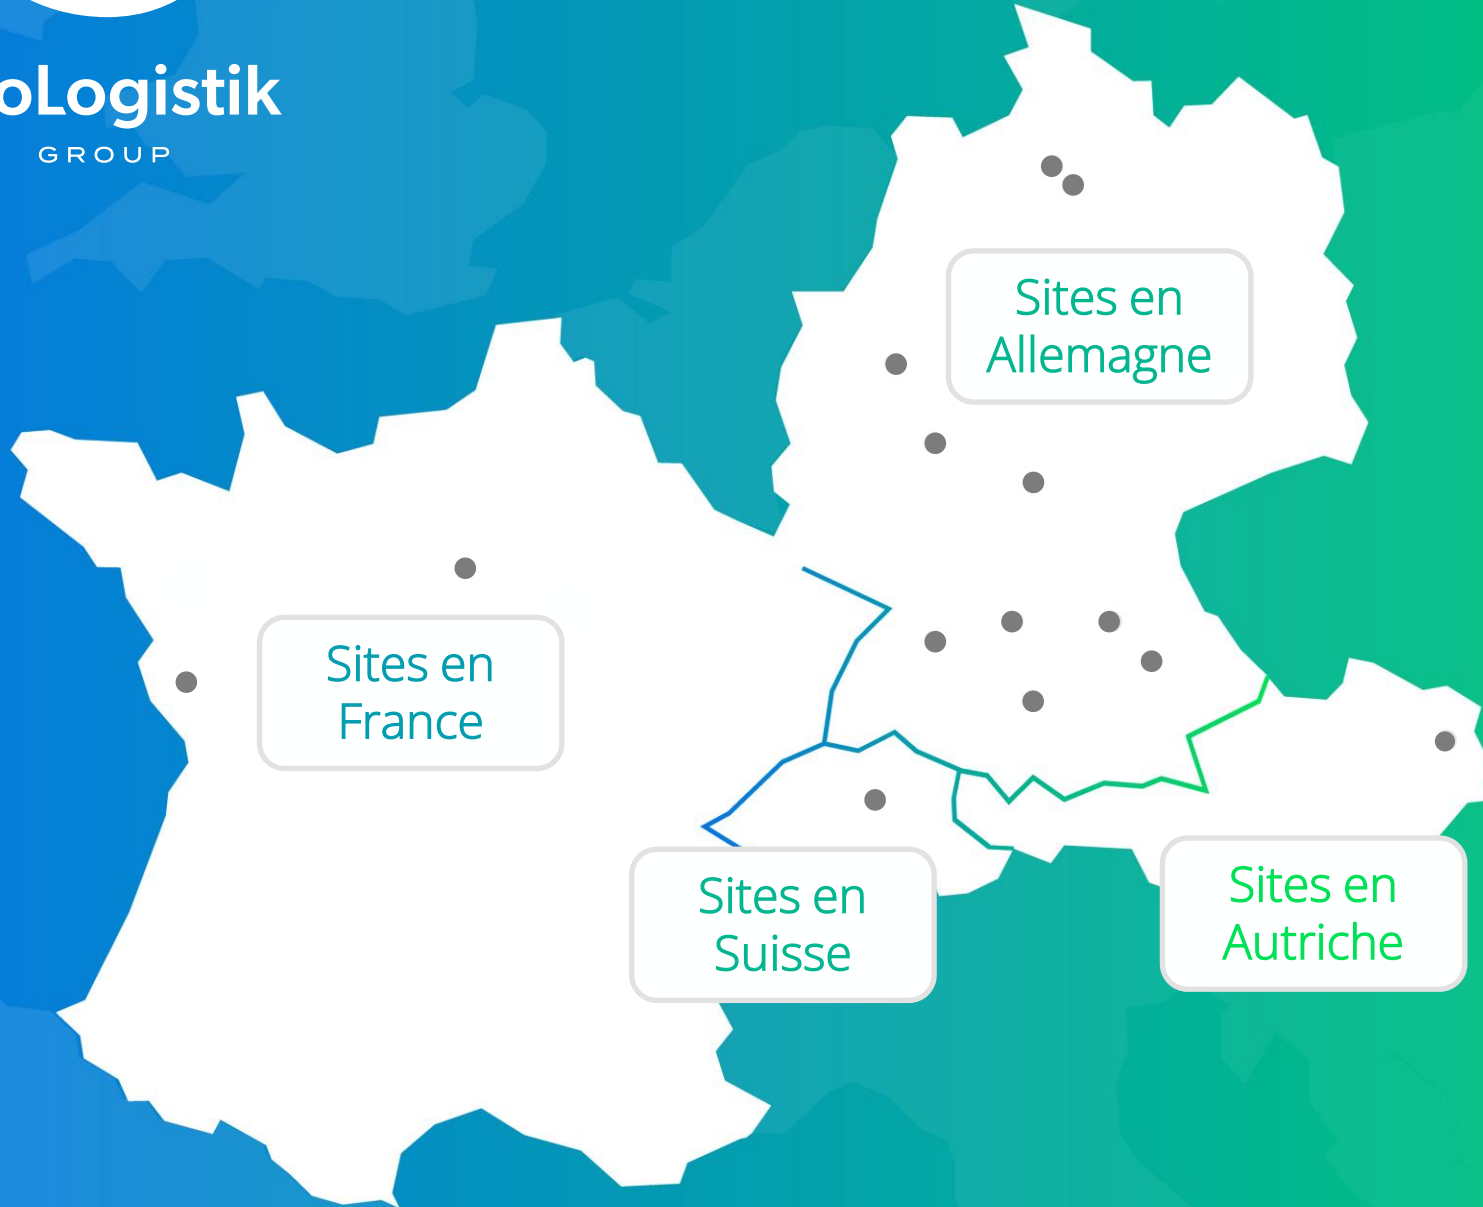 oLogistik
GROUP
Sites en
Allemagne
Sites en
France
Sites en
Suisse
Sites en
Autriche